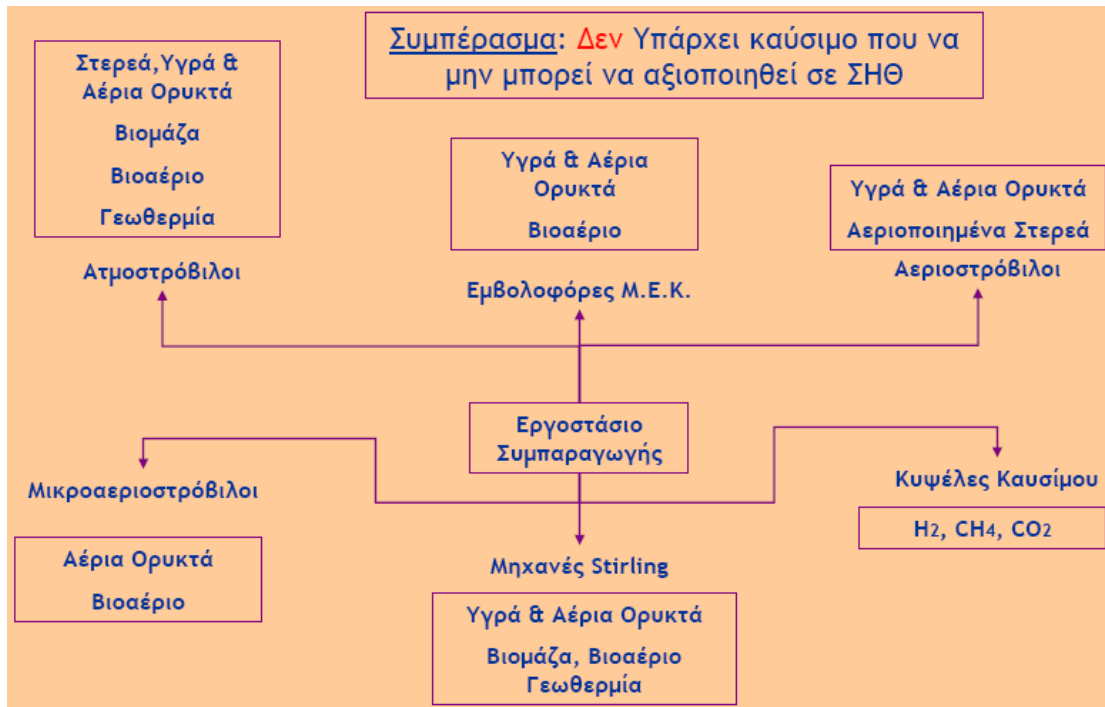 Συμπέρασμα: Δεν Υπάρχει καύσιμο που να
μην μπορεί να αξιοποιηθεί σε ΣΗΘ
Στερεά,Υγρά &
Αέρια Ορυκτά
Βιομάζα
Βιοαέριο
Γεωθερμία
Ατμοστρόβιλοι
Υγρά & Αέρια
Ορυκτά
Βιοαέριο
Εμβολοφόρες Μ.Ε.Κ.
Υγρά & Αέρια Ορυκτά
Αεριοποιημένα Στερεά
Αεριοστρόβιλοι
Εργοστάσιο
Συμπαραγωγής
Μικροαεριοστρόβιλοι
Αέρια Ορυκτά
Βιοαέριο
Μηχανές Stirling
Υγρά & Αέρια Ορυκτά
Βιομάζα, Βιοαέριο
Γεωθερμία
Κυψέλες Καυσίμου
H2, CH4, CO2